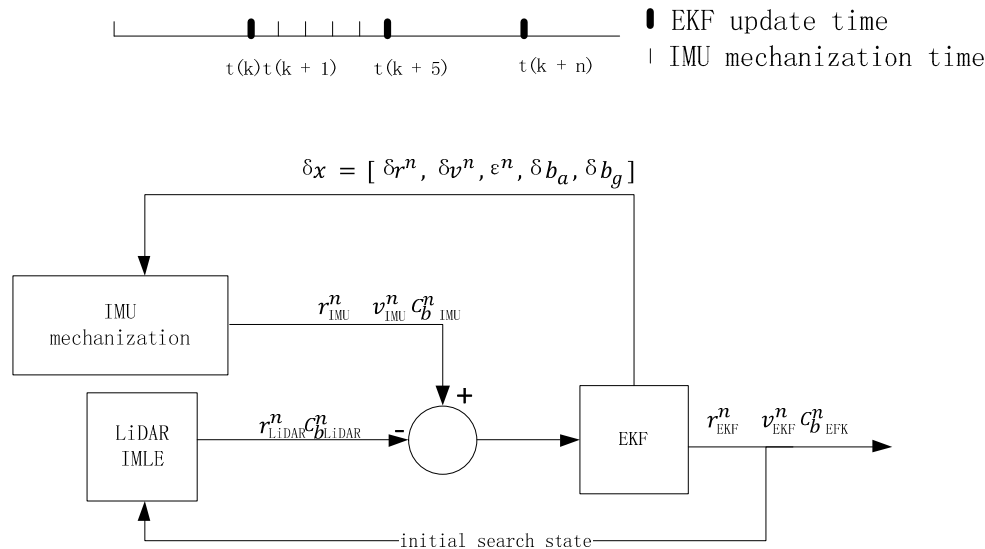 EKF update time
IMU mechanization time
t(k) t(k + 1) t(k + 5) t(k + n)
δx = [ δr^n, δv^n, ε^n, δb_a, δb_g ]
IMU
mechanization
r^n_IMU v^n_IMU C^n_b IMU
+
LiDAR
IMLE
r^n_LiDAR C^n_b LiDAR
-
EKF
r^n_EKF v^n_EKF C^n_b EFK
initial search state